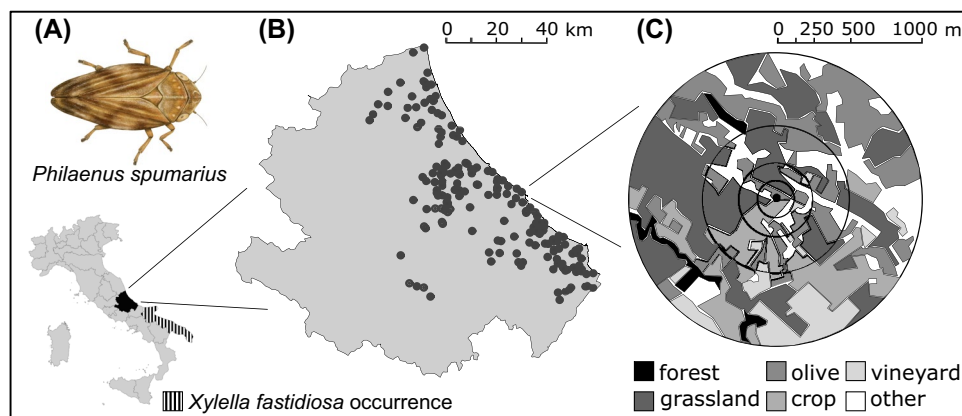 (A)
Philaenus spumarius
Xylella fastidiosa occurrence
(B)
0 20 40 km
(C)
0 250 500 1000 m
forest olive vineyard
grassland crop other